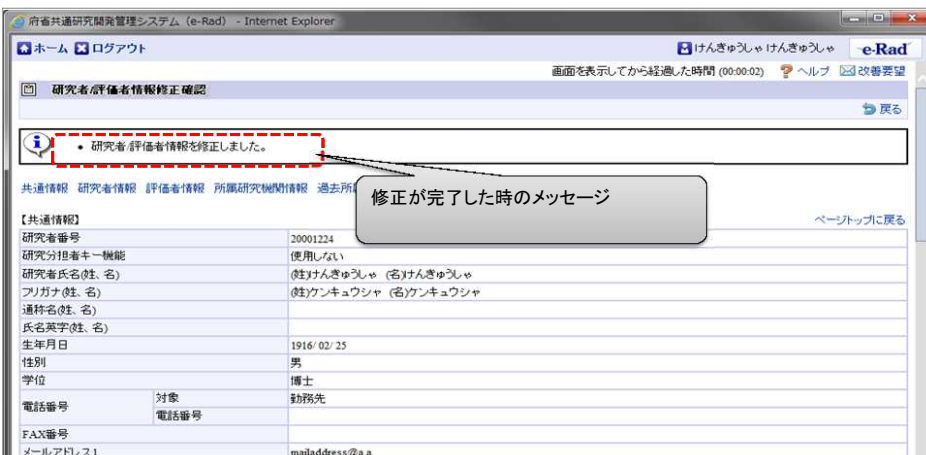 府省共通研究開発管理システム（e-Rad） - Internet Explorer
ホーム ログアウト けんきゅうしゃ けんきゅうしゃ e-Rad
画面を表示してから経過した時間 (00:00:02) ヘルプ 改善要望
研究者/評価者情報修正確認
戻る
• 研究者/評価者情報を修正しました。
共通情報 研究者情報 評価者情報 所属研究機関情報 過去所
修正が完了した時のメッセージ
【共通情報】 ページトップに戻る
研究者番号 20001224
研究分担者キー機能 使用しない
研究者氏名(姓、名) (姓)けんきゅうしゃ (名)けんきゅうしゃ
フリガナ(姓、名) (姓)ケンキュウシャ (名)ケンキュウシャ
通称名(姓、名)
氏名英字(姓、名)
生年月日 1916/ 02/ 25
性別 男
学位 博士
電話番号 対象 勤務先
電話番号
FAX番号
メールアドレス1 mailaddress@a.a